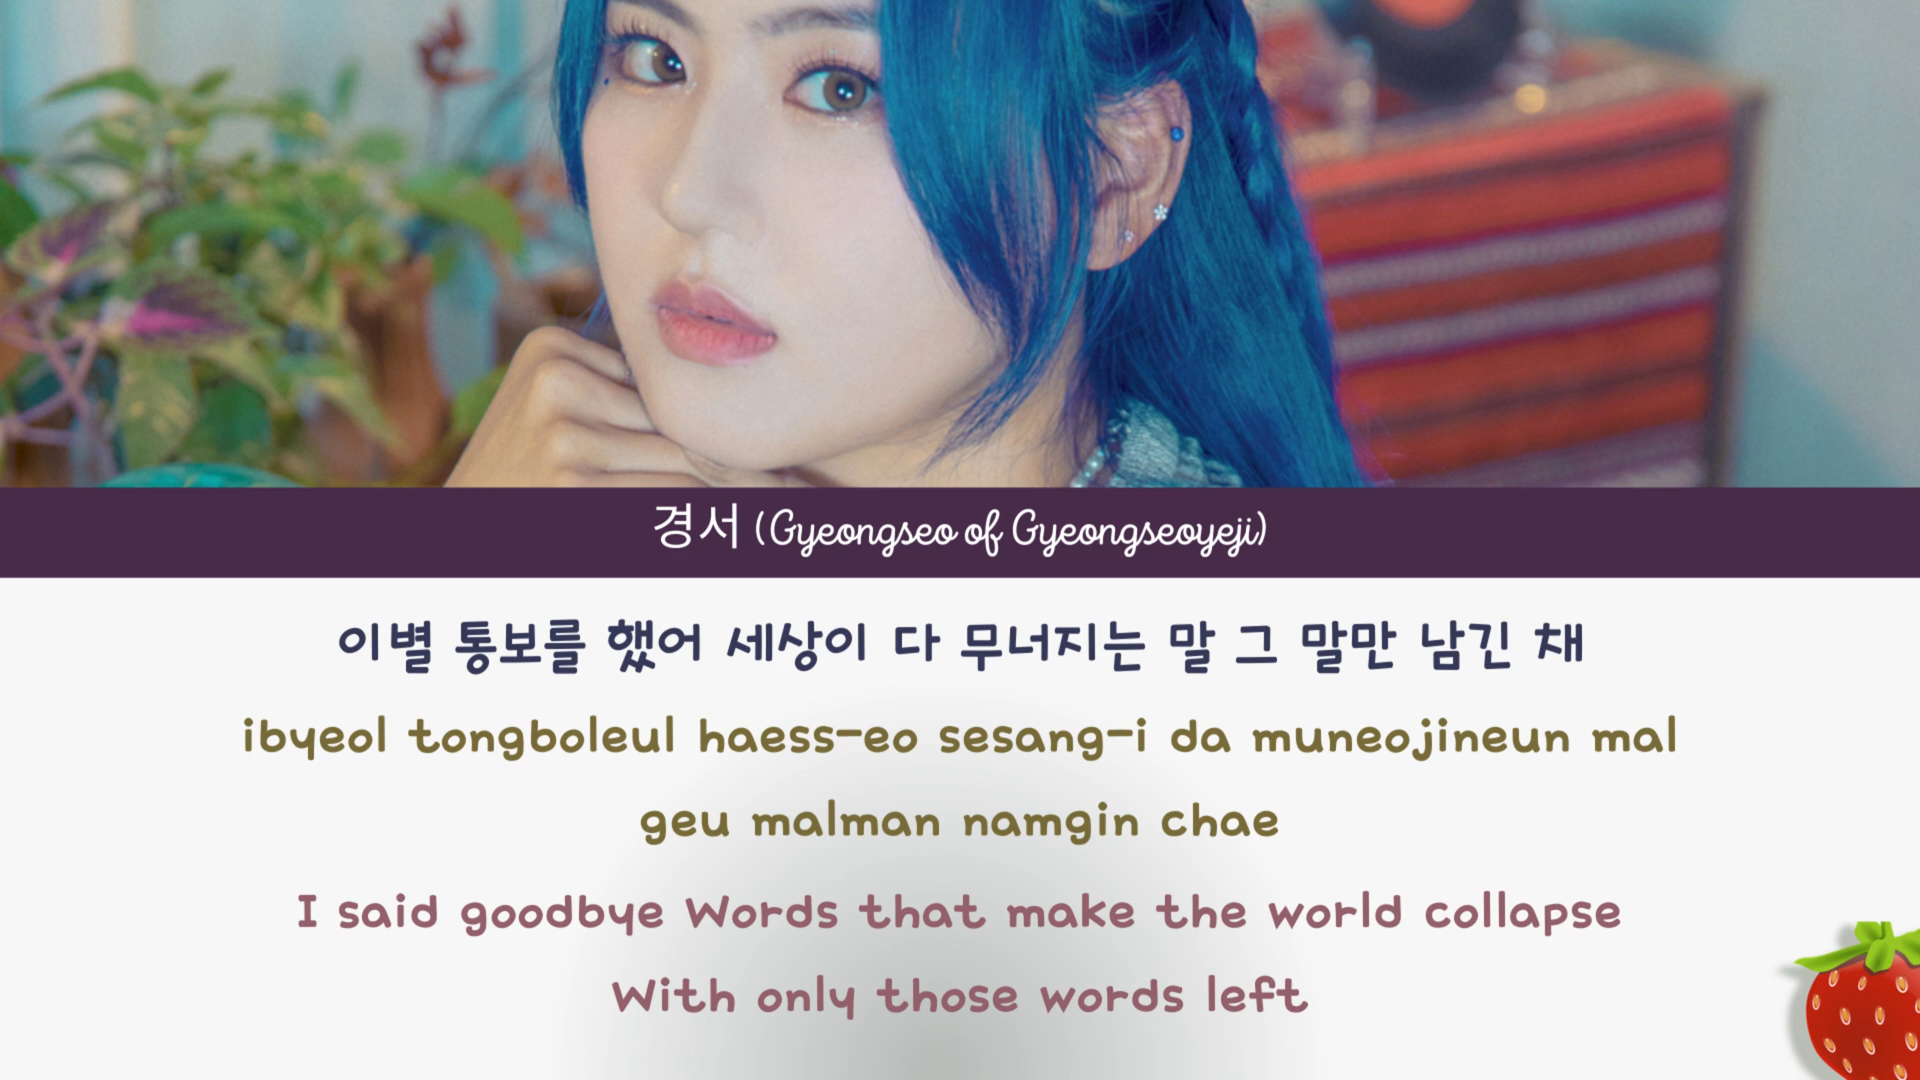 경서 (Gyeongseo of Gyeongseoyeji)
이별 통보를 했어 세상이 다 무너지는 말 그 말만 남긴 채
ibyeol tongboleul haess-eo sesang-i da muneojineun mal
geu malman namgin chae
I said goodbye Words that make the world collapse
With only those words left